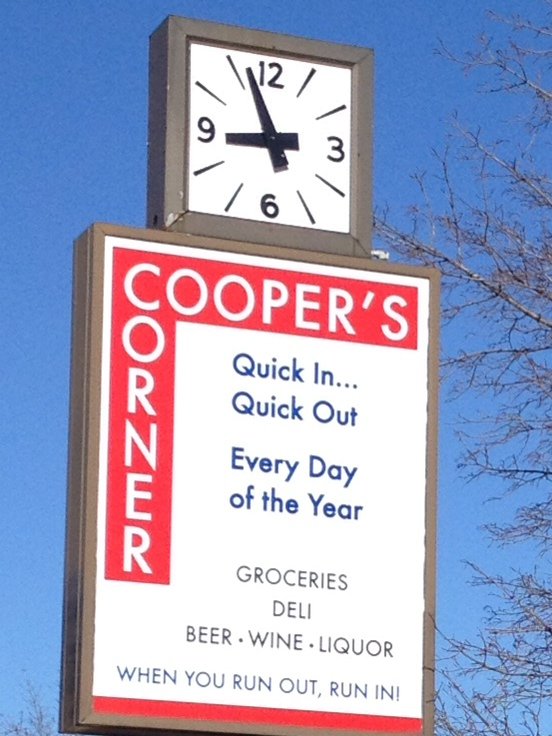 12
9
3
6
COOPER'S
CORNER
Quick In...
Quick Out
Every Day
of the Year
GROCERIES
DELI
BEER • WINE • LIQUOR
WHEN YOU RUN OUT, RUN IN!